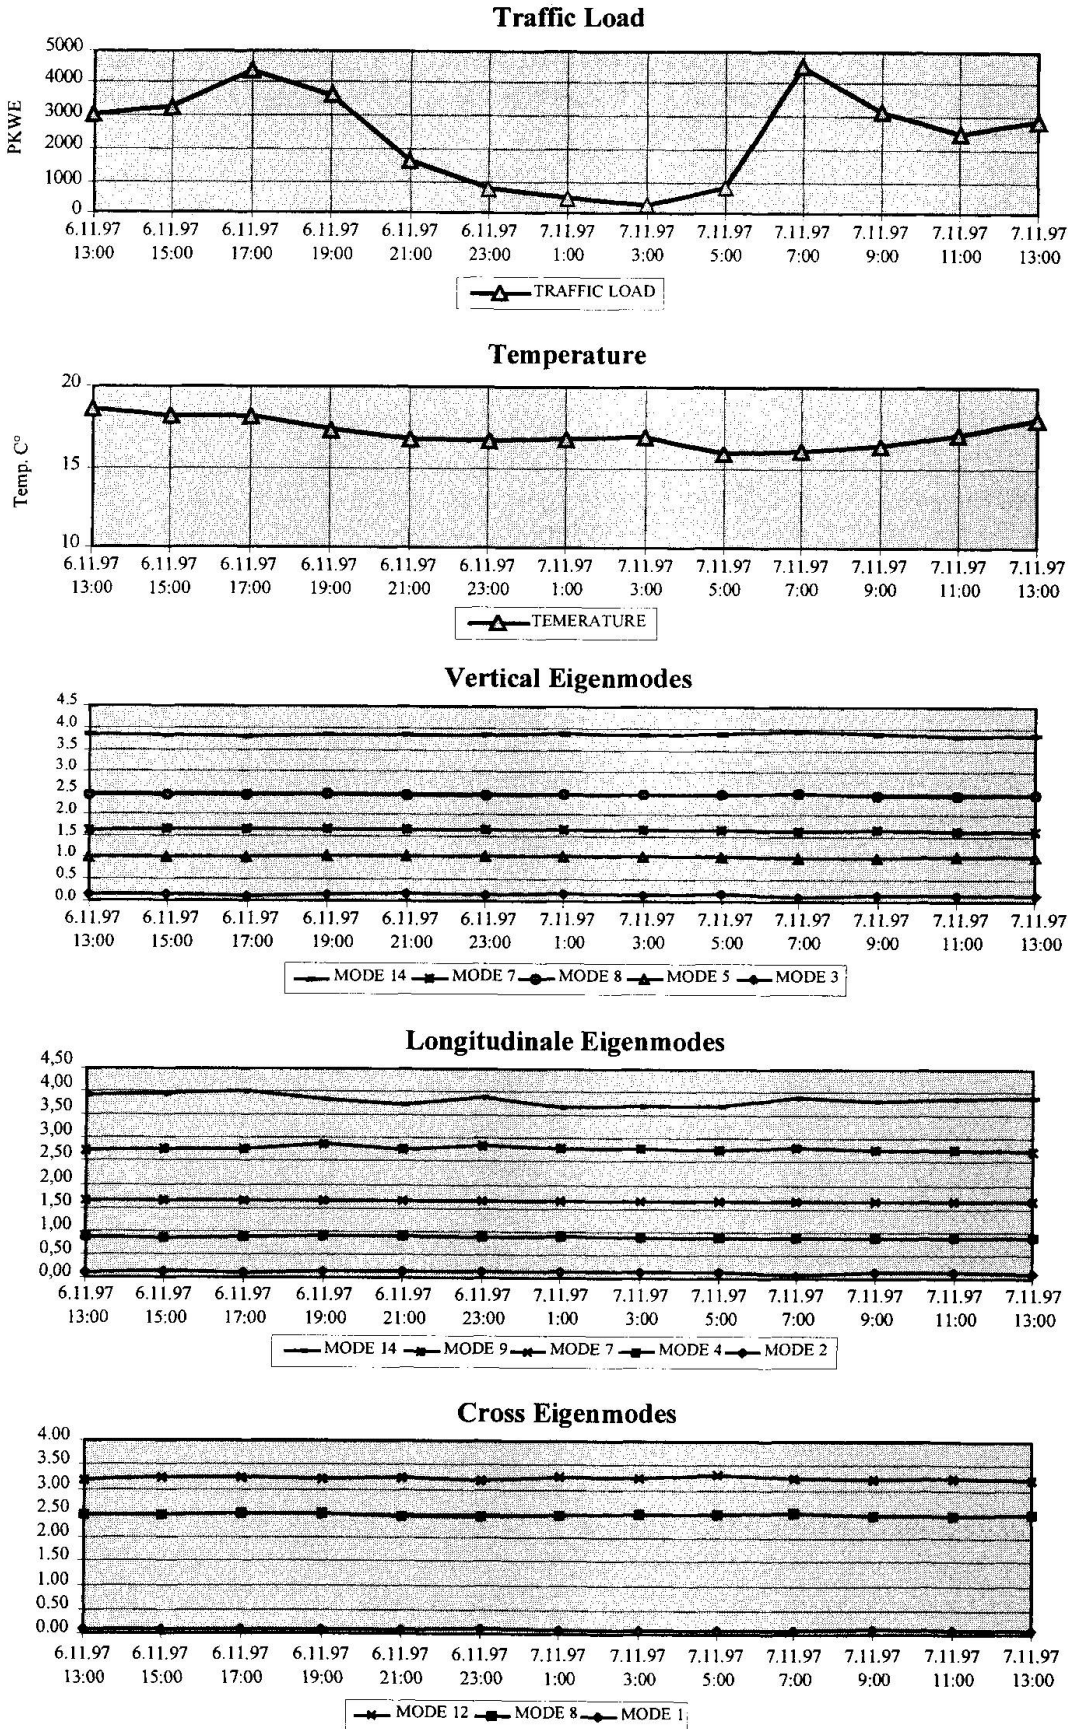 Traffic Load
5000
4000
3000
2000
1000
0
PKWE
6.11.97 6.11.97 6.11.97 6.11.97 6.11.97 6.11.97 7.11.97 7.11.97 7.11.97 7.11.97 7.11.97 7.11.97 7.11.97
13:00 15:00 17:00 19:00 21:00 23:00 1:00 3:00 5:00 7:00 9:00 11:00 13:00
TRAFFIC LOAD
Temperature
20
15
10
Temp. C°
6.11.97 6.11.97 6.11.97 6.11.97 6.11.97 6.11.97 7.11.97 7.11.97 7.11.97 7.11.97 7.11.97 7.11.97 7.11.97
13:00 15:00 17:00 19:00 21:00 23:00 1:00 3:00 5:00 7:00 9:00 11:00 13:00
TEMERATURE
Vertical Eigenmodes
4.5
4.0
3.5
3.0
2.5
2.0
1.5
1.0
0.5
0.0
6.11.97 6.11.97 6.11.97 6.11.97 6.11.97 6.11.97 7.11.97 7.11.97 7.11.97 7.11.97 7.11.97 7.11.97 7.11.97
13:00 15:00 17:00 19:00 21:00 23:00 1:00 3:00 5:00 7:00 9:00 11:00 13:00
MODE 14 MODE 7 MODE 8 MODE 5 MODE 3
Longitudinale Eigenmodes
4,50
4,00
3,50
3,00
2,50
2,00
1,50
1,00
0,50
0,00
6.11.97 6.11.97 6.11.97 6.11.97 6.11.97 6.11.97 7.11.97 7.11.97 7.11.97 7.11.97 7.11.97 7.11.97 7.11.97
13:00 15:00 17:00 19:00 21:00 23:00 1:00 3:00 5:00 7:00 9:00 11:00 13:00
MODE 14 MODE 9 MODE 7 MODE 4 MODE 2
Cross Eigenmodes
4.00
3.50
3.00
2.50
2.00
1.50
1.00
0.50
0.00
6.11.97 6.11.97 6.11.97 6.11.97 6.11.97 6.11.97 7.11.97 7.11.97 7.11.97 7.11.97 7.11.97 7.11.97 7.11.97
13:00 15:00 17:00 19:00 21:00 23:00 1:00 3:00 5:00 7:00 9:00 11:00 13:00
MODE 12 MODE 8 MODE 1